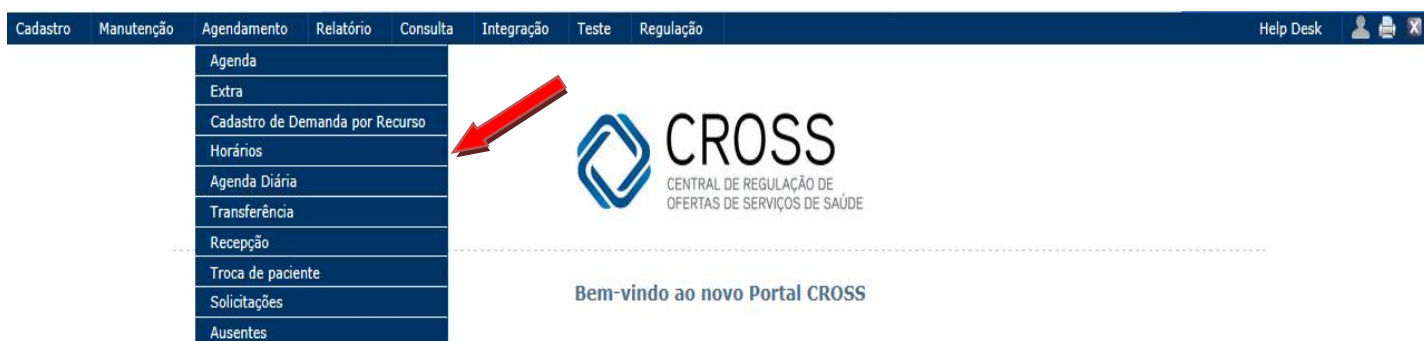 Cadastro Manutenção Agendamento Relatório Consulta Integração Teste Regulação Help Desk X
Agenda
Extra
Cadastro de Demanda por Recurso
Horários
Agenda Diária
Transferência
Recepção
Troca de paciente
Solicitações
Ausentes
CROSS
CENTRAL DE REGULAÇÃO DE
OFERTAS DE SERVIÇOS DE SAÚDE
Bem-vindo ao novo Portal CROSS